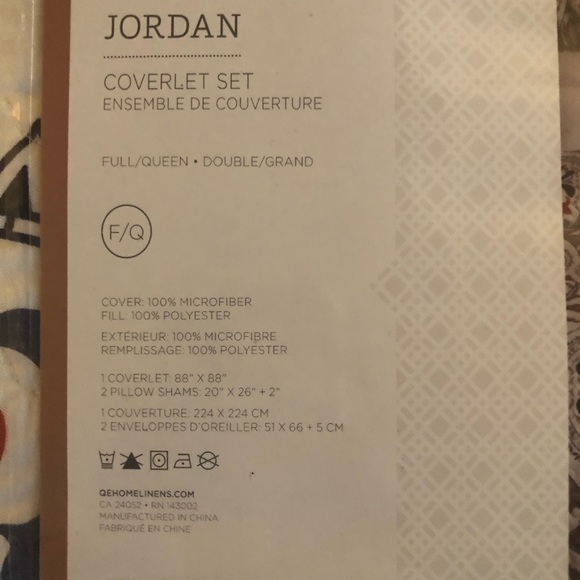 JORDAN
COVERLET SET
ENSEMBLE DE COUVERTURE
FULL/QUEEN • DOUBLE/GRAND
F/Q
COVER: 100% MICROFIBER
FILL: 100% POLYESTER
EXTÉRIEUR: 100% MICROFIBRE
REMPLISSAGE: 100% POLYESTER
1 COVERLET: 88" X 88"
2 PILLOW SHAMS: 20" X 26" + 2"
1 COUVERTURE: 224 X 224 CM
2 ENVELOPPES D'OREILLER: 51 X 66 + 5 CM
QEHOMELINENS.COM
CA 24052 • RN 143002
MANUFACTURED IN CHINA
FABRIQUÉ EN CHINE